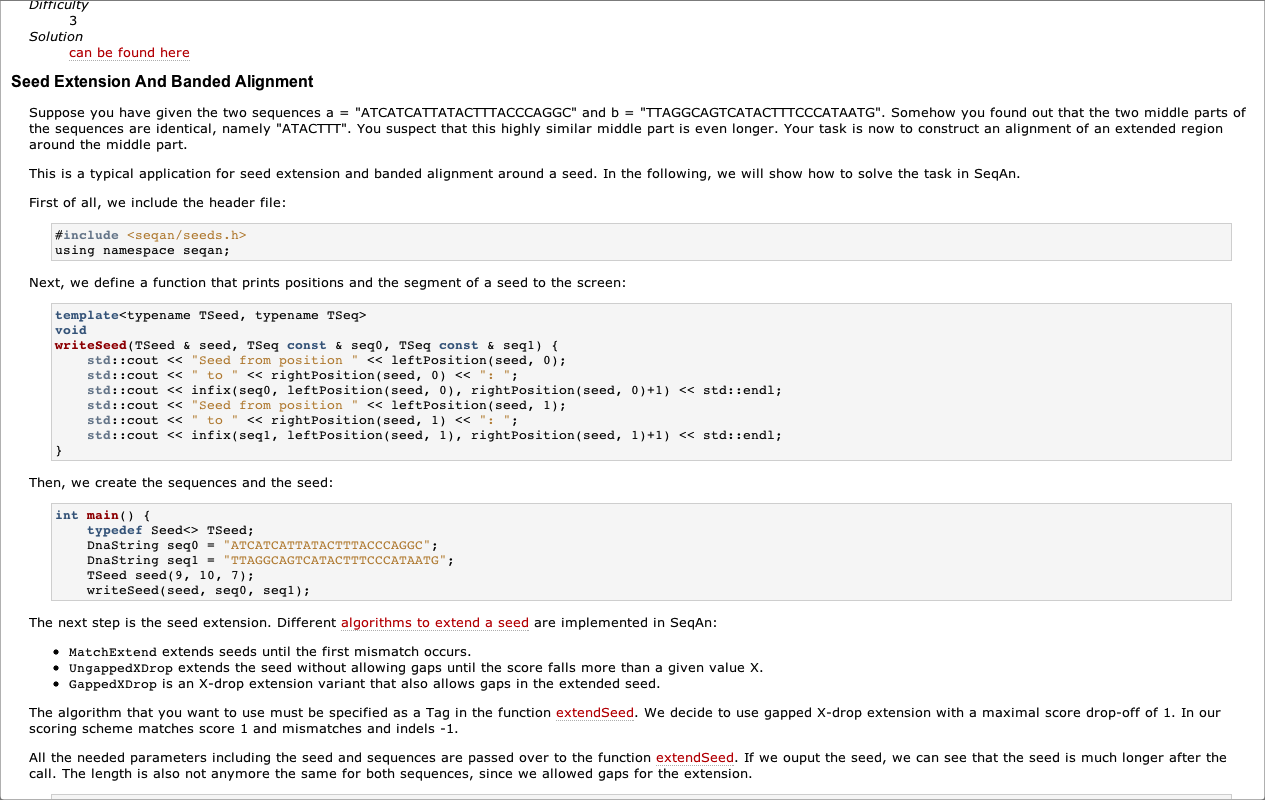 Difficulty
3
Solution
can be found here
Seed Extension And Banded Alignment
Suppose you have given the two sequences a = "ATCATCATTATACTTTACCCAGGC" and b = "TTAGGCAGTCATACTTTCCCATAATG". Somehow you found out that the two middle parts of
the sequences are identical, namely "ATACTTT". You suspect that this highly similar middle part is even longer. Your task is now to construct an alignment of an extended region
around the middle part.
This is a typical application for seed extension and banded alignment around a seed. In the following, we will show how to solve the task in SeqAn.
First of all, we include the header file:
#include <seqan/seeds.h>
using namespace seqan;
Next, we define a function that prints positions and the segment of a seed to the screen:
template<typename TSeed, typename TSeq>
void
writeSeed(TSeed & seed, TSeq const & seq0, TSeq const & seq1) {
    std::cout << "Seed from position " << leftPosition(seed, 0);
    std::cout << " to " << rightPosition(seed, 0) << ": ";
    std::cout << infix(seq0, leftPosition(seed, 0), rightPosition(seed, 0)+1) << std::endl;
    std::cout << "Seed from position " << leftPosition(seed, 1);
    std::cout << " to " << rightPosition(seed, 1) << ": ";
    std::cout << infix(seq1, leftPosition(seed, 1), rightPosition(seed, 1)+1) << std::endl;
}
Then, we create the sequences and the seed:
int main() {
    typedef Seed<> TSeed;
    DnaString seq0 = "ATCATCATTATACTTTACCCAGGC";
    DnaString seq1 = "TTAGGCAGTCATACTTTCCCATAATG";
    TSeed seed(9, 10, 7);
    writeSeed(seed, seq0, seq1);
The next step is the seed extension. Different algorithms to extend a seed are implemented in SeqAn:
• MatchExtend extends seeds until the first mismatch occurs.
• UngappedXDrop extends the seed without allowing gaps until the score falls more than a given value X.
• GappedXDrop is an X-drop extension variant that also allows gaps in the extended seed.
The algorithm that you want to use must be specified as a Tag in the function extendSeed. We decide to use gapped X-drop extension with a maximal score drop-off of 1. In our
scoring scheme matches score 1 and mismatches and indels -1.
All the needed parameters including the seed and sequences are passed over to the function extendSeed. If we ouput the seed, we can see that the seed is much longer after the
call. The length is also not anymore the same for both sequences, since we allowed gaps for the extension.